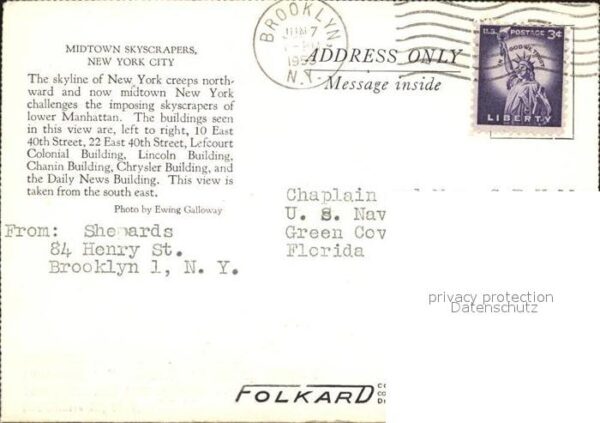 MIDTOWN SKYSCRAPERS,
NEW YORK CITY
The skyline of New York creeps north-
ward and now midtown New York
challenges the imposing skyscrapers of
lower Manhattan. The buildings seen
in this view are, left to right, 10 East
40th Street, 22 East 40th Street, Lefcourt
Colonial Building, Lincoln Building,
Chanin Building, Chrysler Building, and
the Daily News Building. This view is
taken from the south east.
Photo by Ewing Galloway
From: Shepards
84 Henry St.
Brooklyn 1, N. Y.
BROOKLYN
JUN 7
N.Y.
ADDRESS ONLY
Message inside
U.S. POSTAGE 3¢
IN GOD WE TRUST
LIBERTY
Chaplain
U. S. Nav
Green Cov
Florida
privacy protection
Datenschutz
FOLKARD